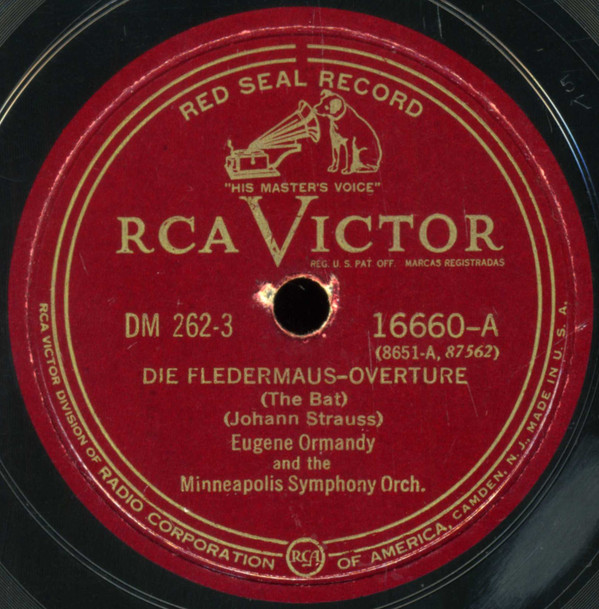 RED SEAL RECORD
"HIS MASTER'S VOICE"
RCA VICTOR
REG. U. S. PAT. OFF. MARCAS REGISTRADAS
DM 262-3
16660-A
(8651-A, 87562)
DIE FLEDERMAUS-OVERTURE
(The Bat)
(Johann Strauss)
Eugene Ormandy
and the
Minneapolis Symphony Orch.
RCA VICTOR DIVISION OF RADIO CORPORATION OF AMERICA, CAMDEN, N. J., MADE IN U. S. A.
RCA